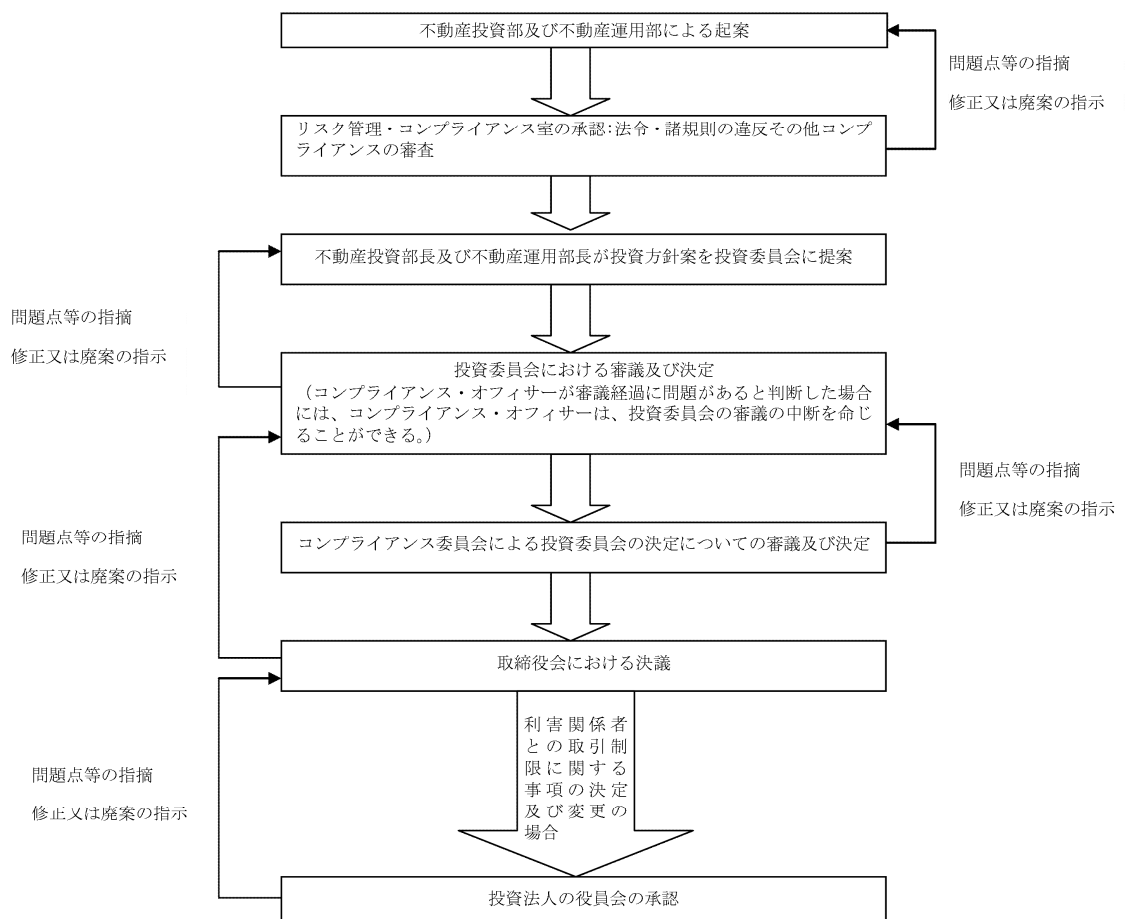 不動産投資部及び不動産運用部による起案
問題点等の指摘
修正又は廃案の指示
リスク管理・コンプライアンス室の承認:法令・諸規則の違反その他コンプ
ライアンスの審査
不動産投資部長及び不動産運用部長が投資方針案を投資委員会に提案
問題点等の指摘
修正又は廃案の指示
投資委員会における審議及び決定
(コンプライアンス・オフィサーが審議経過に問題があると判断した場合
には、コンプライアンス・オフィサーは、投資委員会の審議の中断を命じ
ることができる。)
問題点等の指摘
修正又は廃案の指示
コンプライアンス委員会による投資委員会の決定についての審議及び決定
問題点等の指摘
修正又は廃案の指示
取締役会における決議
利害関係者
との取引制
限に関する
事項の決定
及び変更の
場合
問題点等の指摘
修正又は廃案の指示
投資法人の役員会の承認